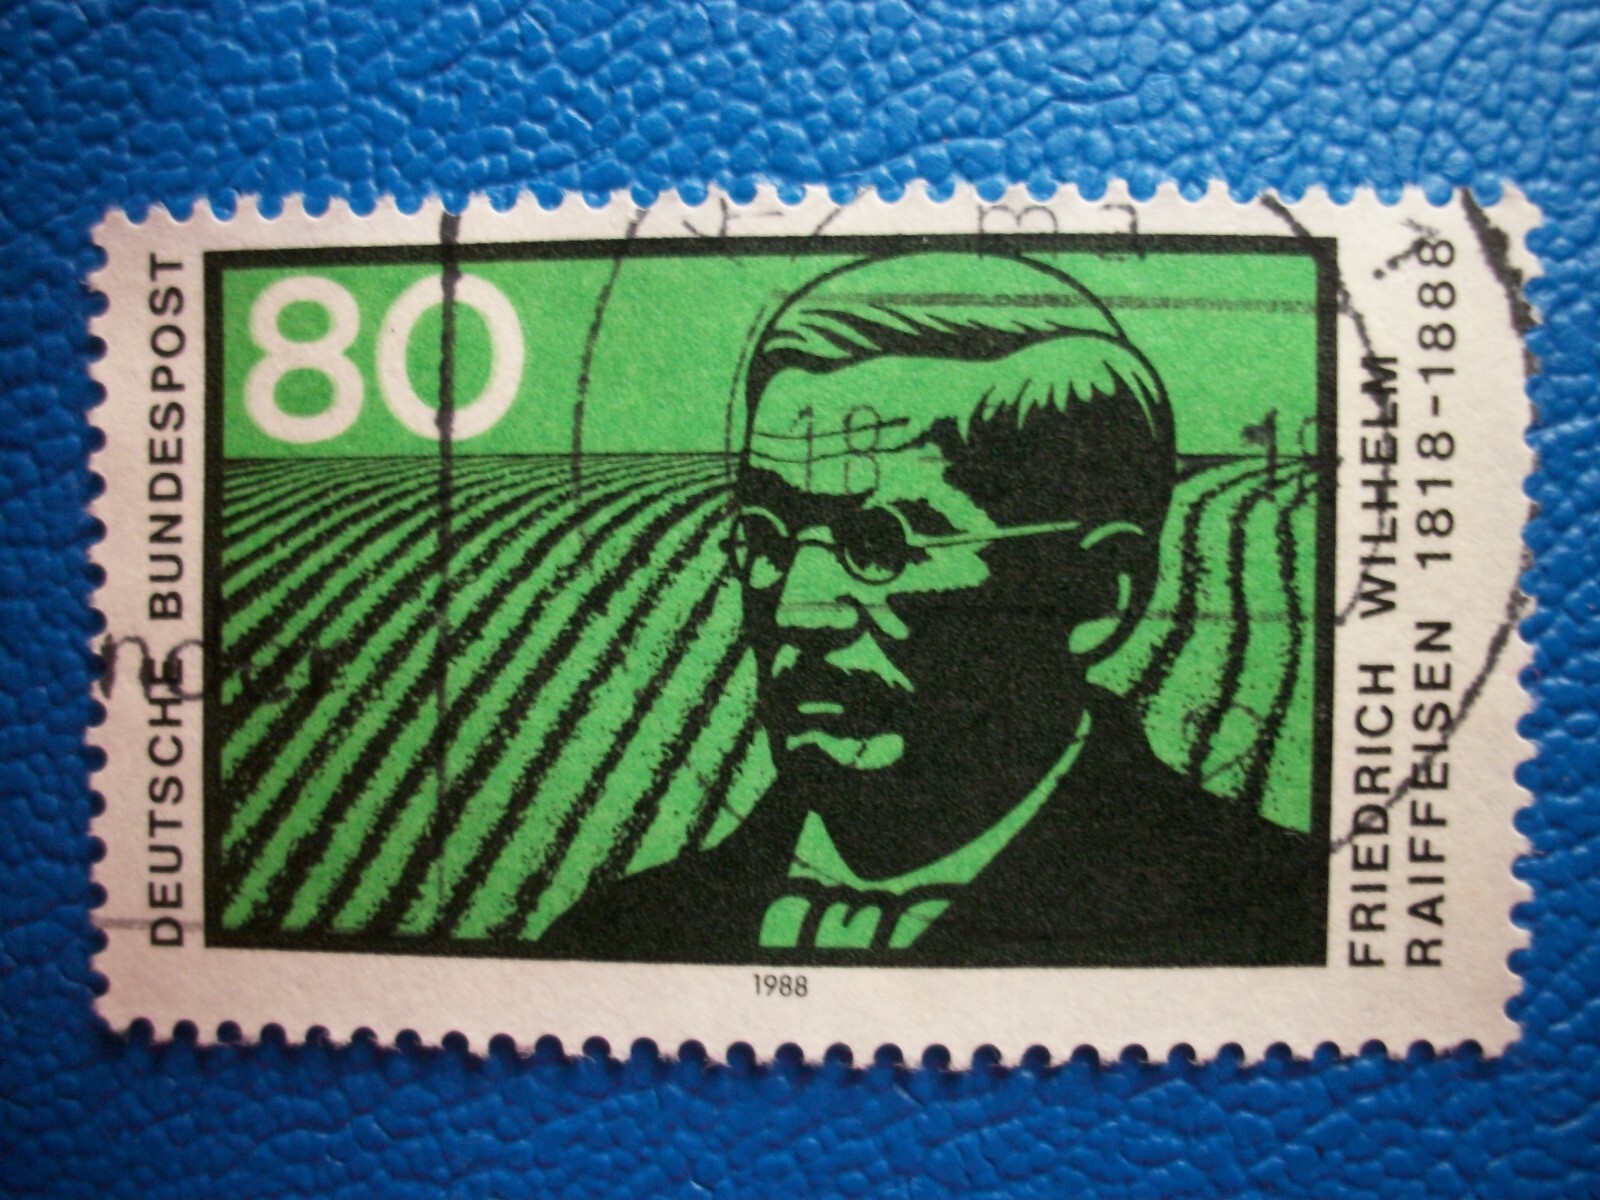 DEUTSCHE BUNDESPOST
80
FRIEDRICH WILHELM
RAIFFEISEN 1818-1888
1988